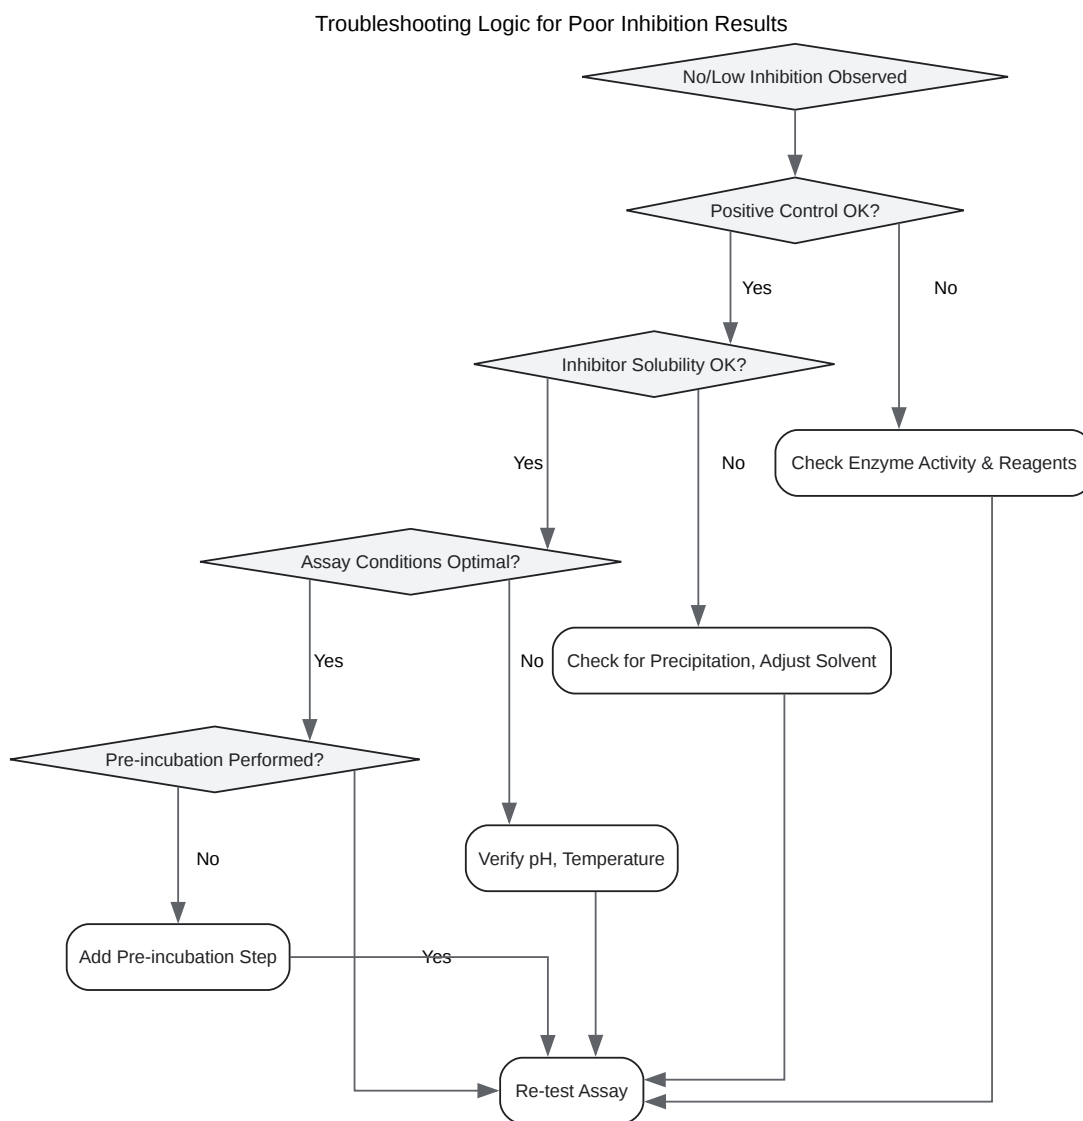 Troubleshooting Logic for Poor Inhibition Results
No/Low Inhibition Observed
Positive Control OK?
Yes
No
Inhibitor Solubility OK?
Yes
No
Check Enzyme Activity & Reagents
Assay Conditions Optimal?
Yes
No
Check for Precipitation, Adjust Solvent
Pre-incubation Performed?
No
Verify pH, Temperature
Add Pre-incubation Step
Yes
Re-test Assay